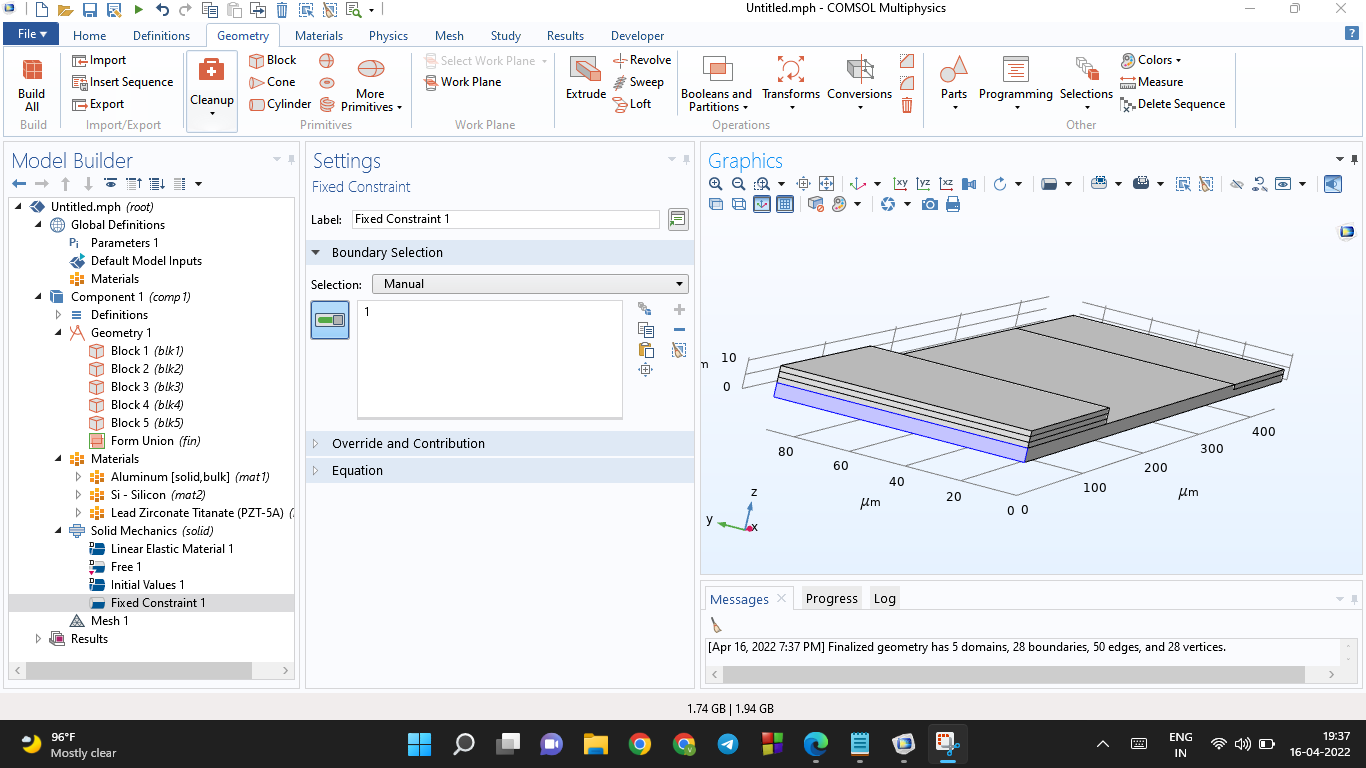 Untitled.mph - COMSOL Multiphysics
File Home Definitions Geometry Materials Physics Mesh Study Results Developer
Build All
Build
Import
Insert Sequence
Export
Import/Export
Cleanup
Block
Cone
Cylinder
More Primitives
Primitives
Select Work Plane
Work Plane
Work Plane
Extrude
Revolve
Sweep
Loft
Booleans and Partitions
Transforms
Conversions
Operations
Parts
Programming
Selections
Colors
Measure
Delete Sequence
Other
Model Builder
Untitled.mph (root)
Global Definitions
Pi Parameters 1
Default Model Inputs
Materials
Component 1 (comp1)
Definitions
Geometry 1
Block 1 (blk1)
Block 2 (blk2)
Block 3 (blk3)
Block 4 (blk4)
Block 5 (blk5)
Form Union (fin)
Materials
Aluminum [solid,bulk] (mat1)
Si - Silicon (mat2)
Lead Zirconate Titanate (PZT-5A)
Solid Mechanics (solid)
Linear Elastic Material 1
Free 1
Initial Values 1
Fixed Constraint 1
Mesh 1
Results
Settings
Fixed Constraint
Label: Fixed Constraint 1
Boundary Selection
Selection: Manual
1
Override and Contribution
Equation
Graphics
xy yz xz
m 10
0
80
60
40
20
0 0
100
200
300
400
μm
μm
z
y
x
Messages Progress Log
[Apr 16, 2022 7:37 PM] Finalized geometry has 5 domains, 28 boundaries, 50 edges, and 28 vertices.
1.74 GB | 1.94 GB
96°F
Mostly clear
ENG
IN
19:37
16-04-2022